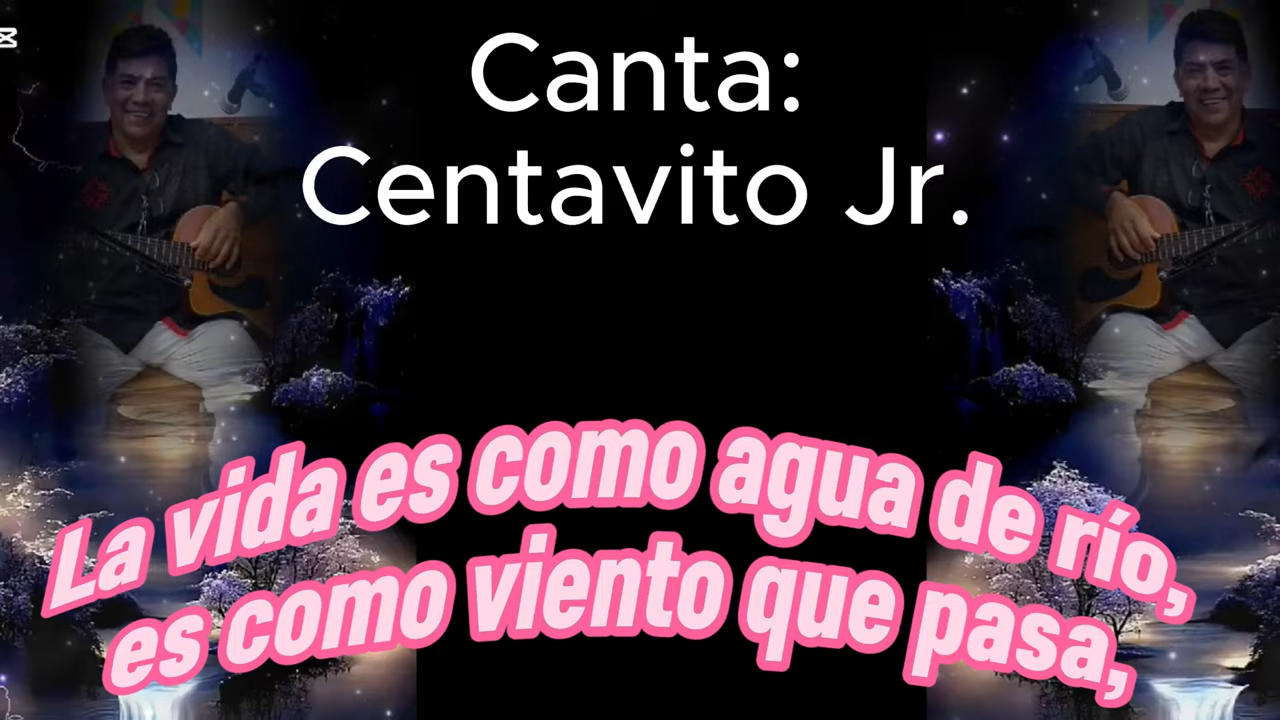 Canta:
Centavito Jr.
La vida es como agua de río,
es como viento que pasa,